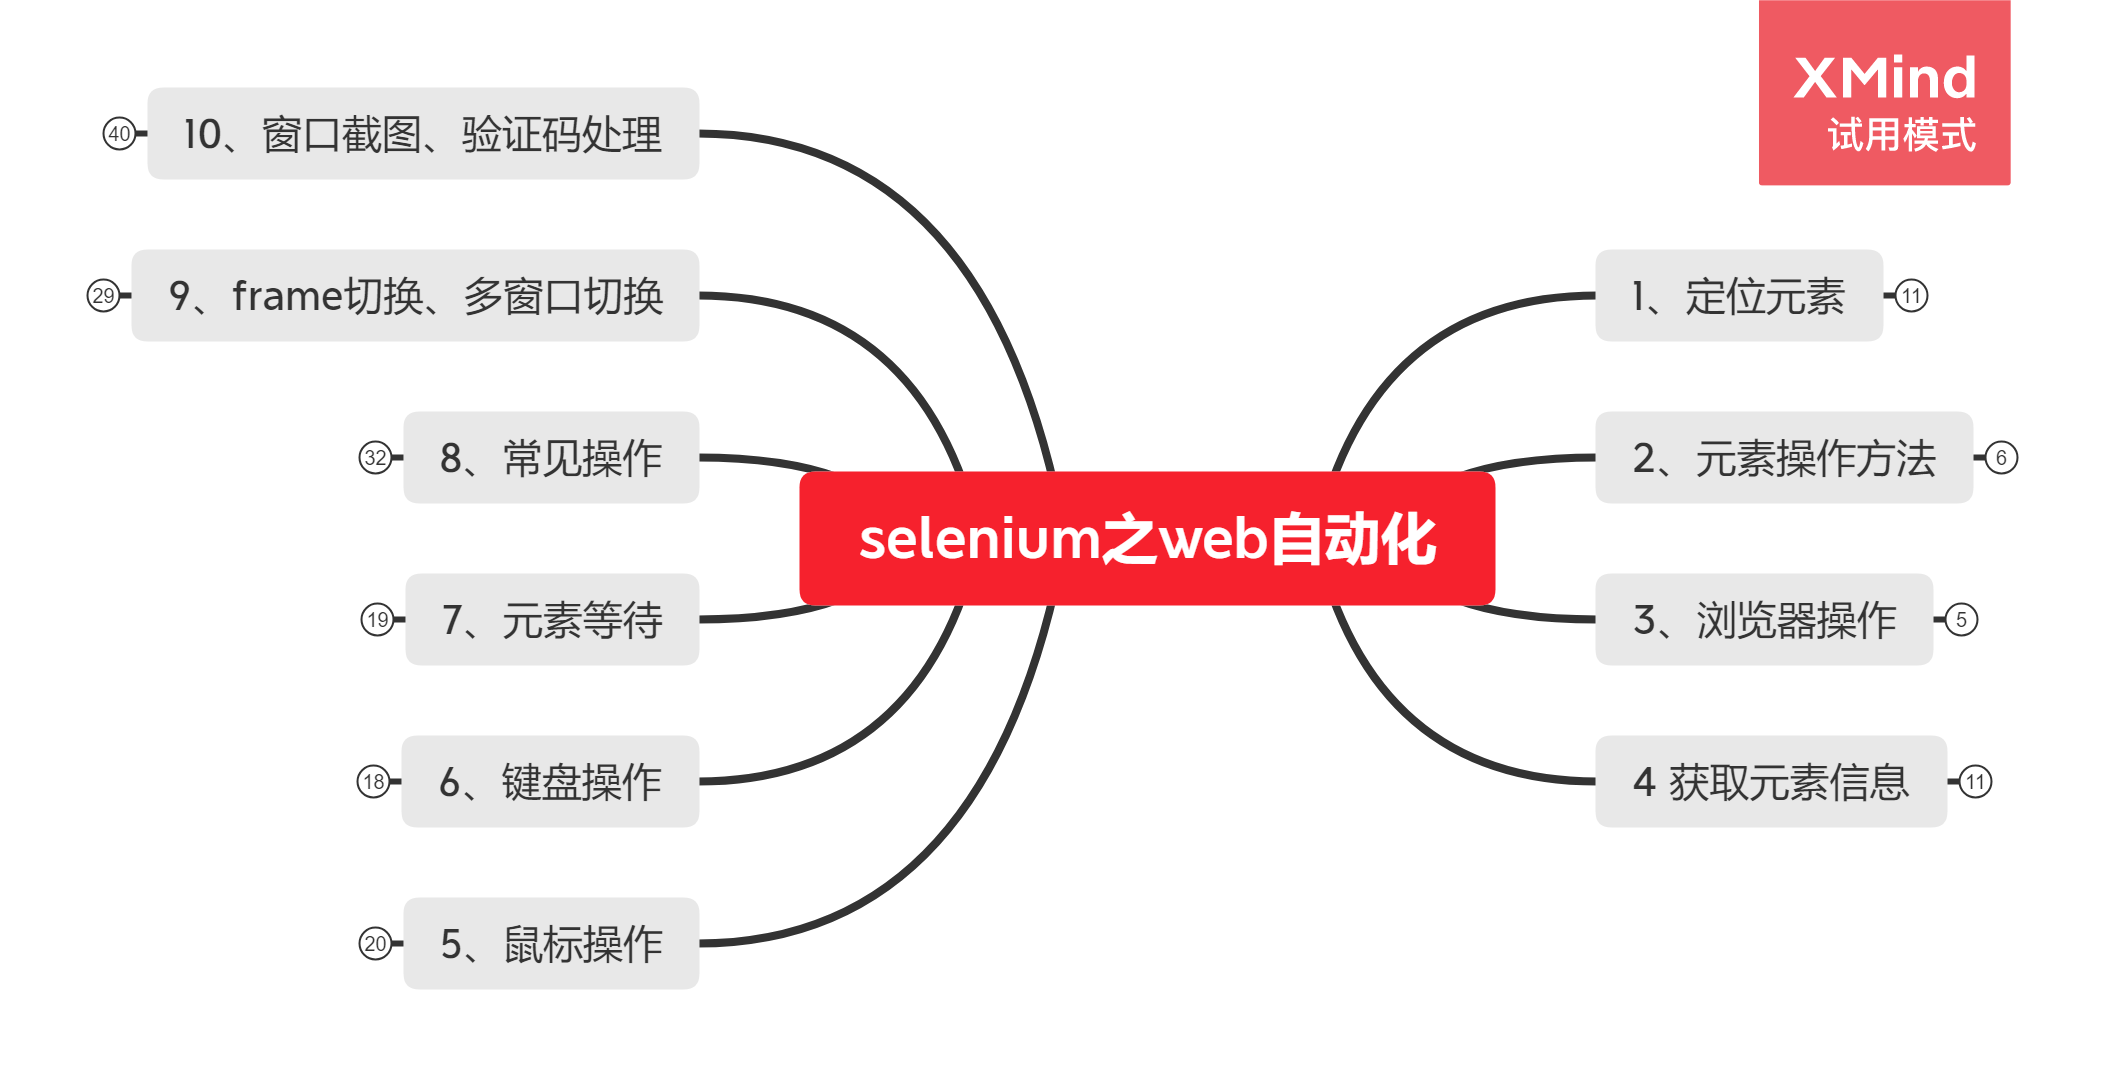 XMind
试用模式
selenium之web自动化
1、定位元素
11
2、元素操作方法
6
3、浏览器操作
5
4 获取元素信息
11
5、鼠标操作
20
6、键盘操作
18
7、元素等待
19
8、常见操作
32
9、frame切换、多窗口切换
29
10、窗口截图、验证码处理
40